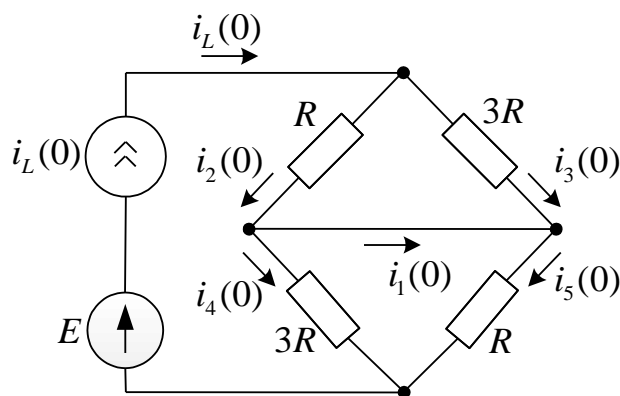 i_L(0)
R
3R
i_L(0)
i_2(0)
i_3(0)
i_4(0)
i_1(0)
i_5(0)
E
3R
R